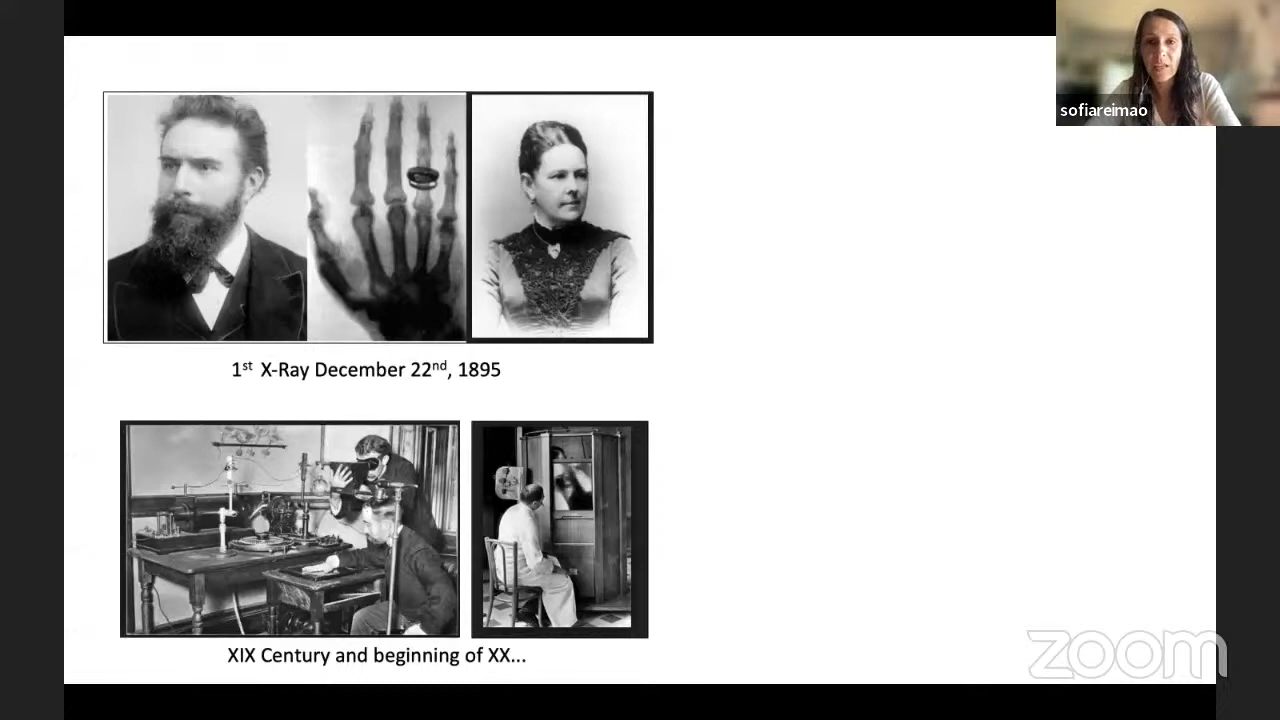 sofiareimao
1st X-Ray December 22nd, 1895
XIX Century and beginning of XX...
zoom